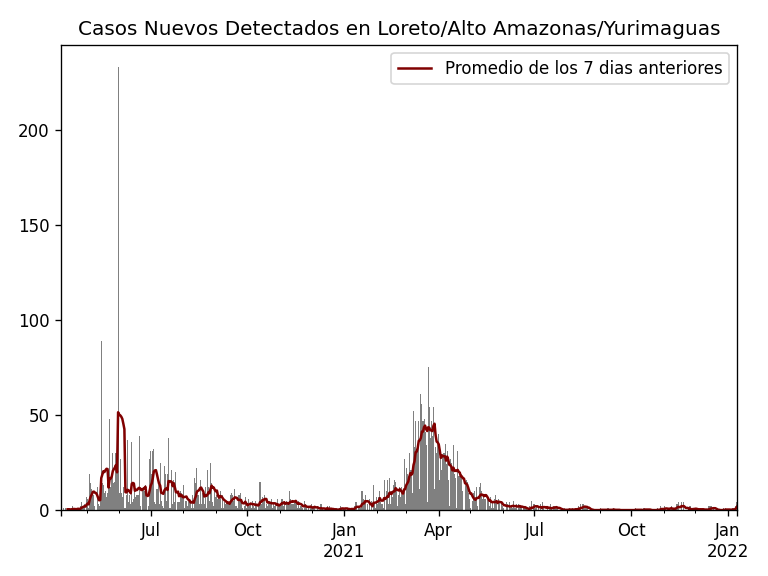 Casos Nuevos Detectados en Loreto/Alto Amazonas/Yurimaguas
Promedio de los 7 dias anteriores
200
150
100
50
0
Jul
Oct
Jan
2021
Apr
Jul
Oct
Jan
2022